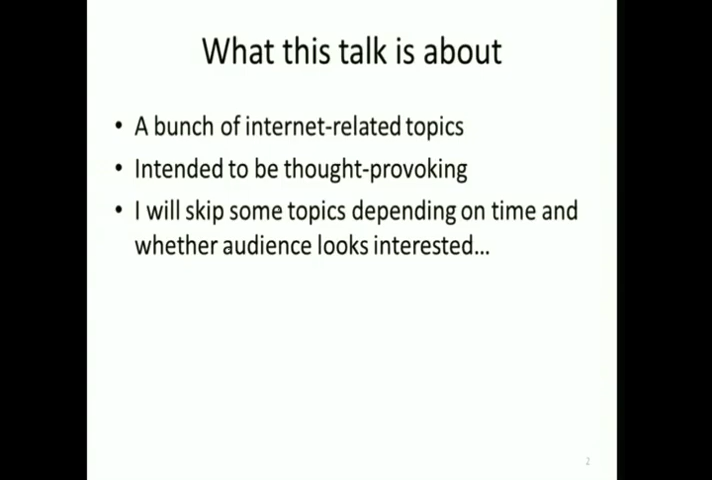 What this talk is about
• A bunch of internet-related topics
• Intended to be thought-provoking
• I will skip some topics depending on time and
whether audience looks interested...
2